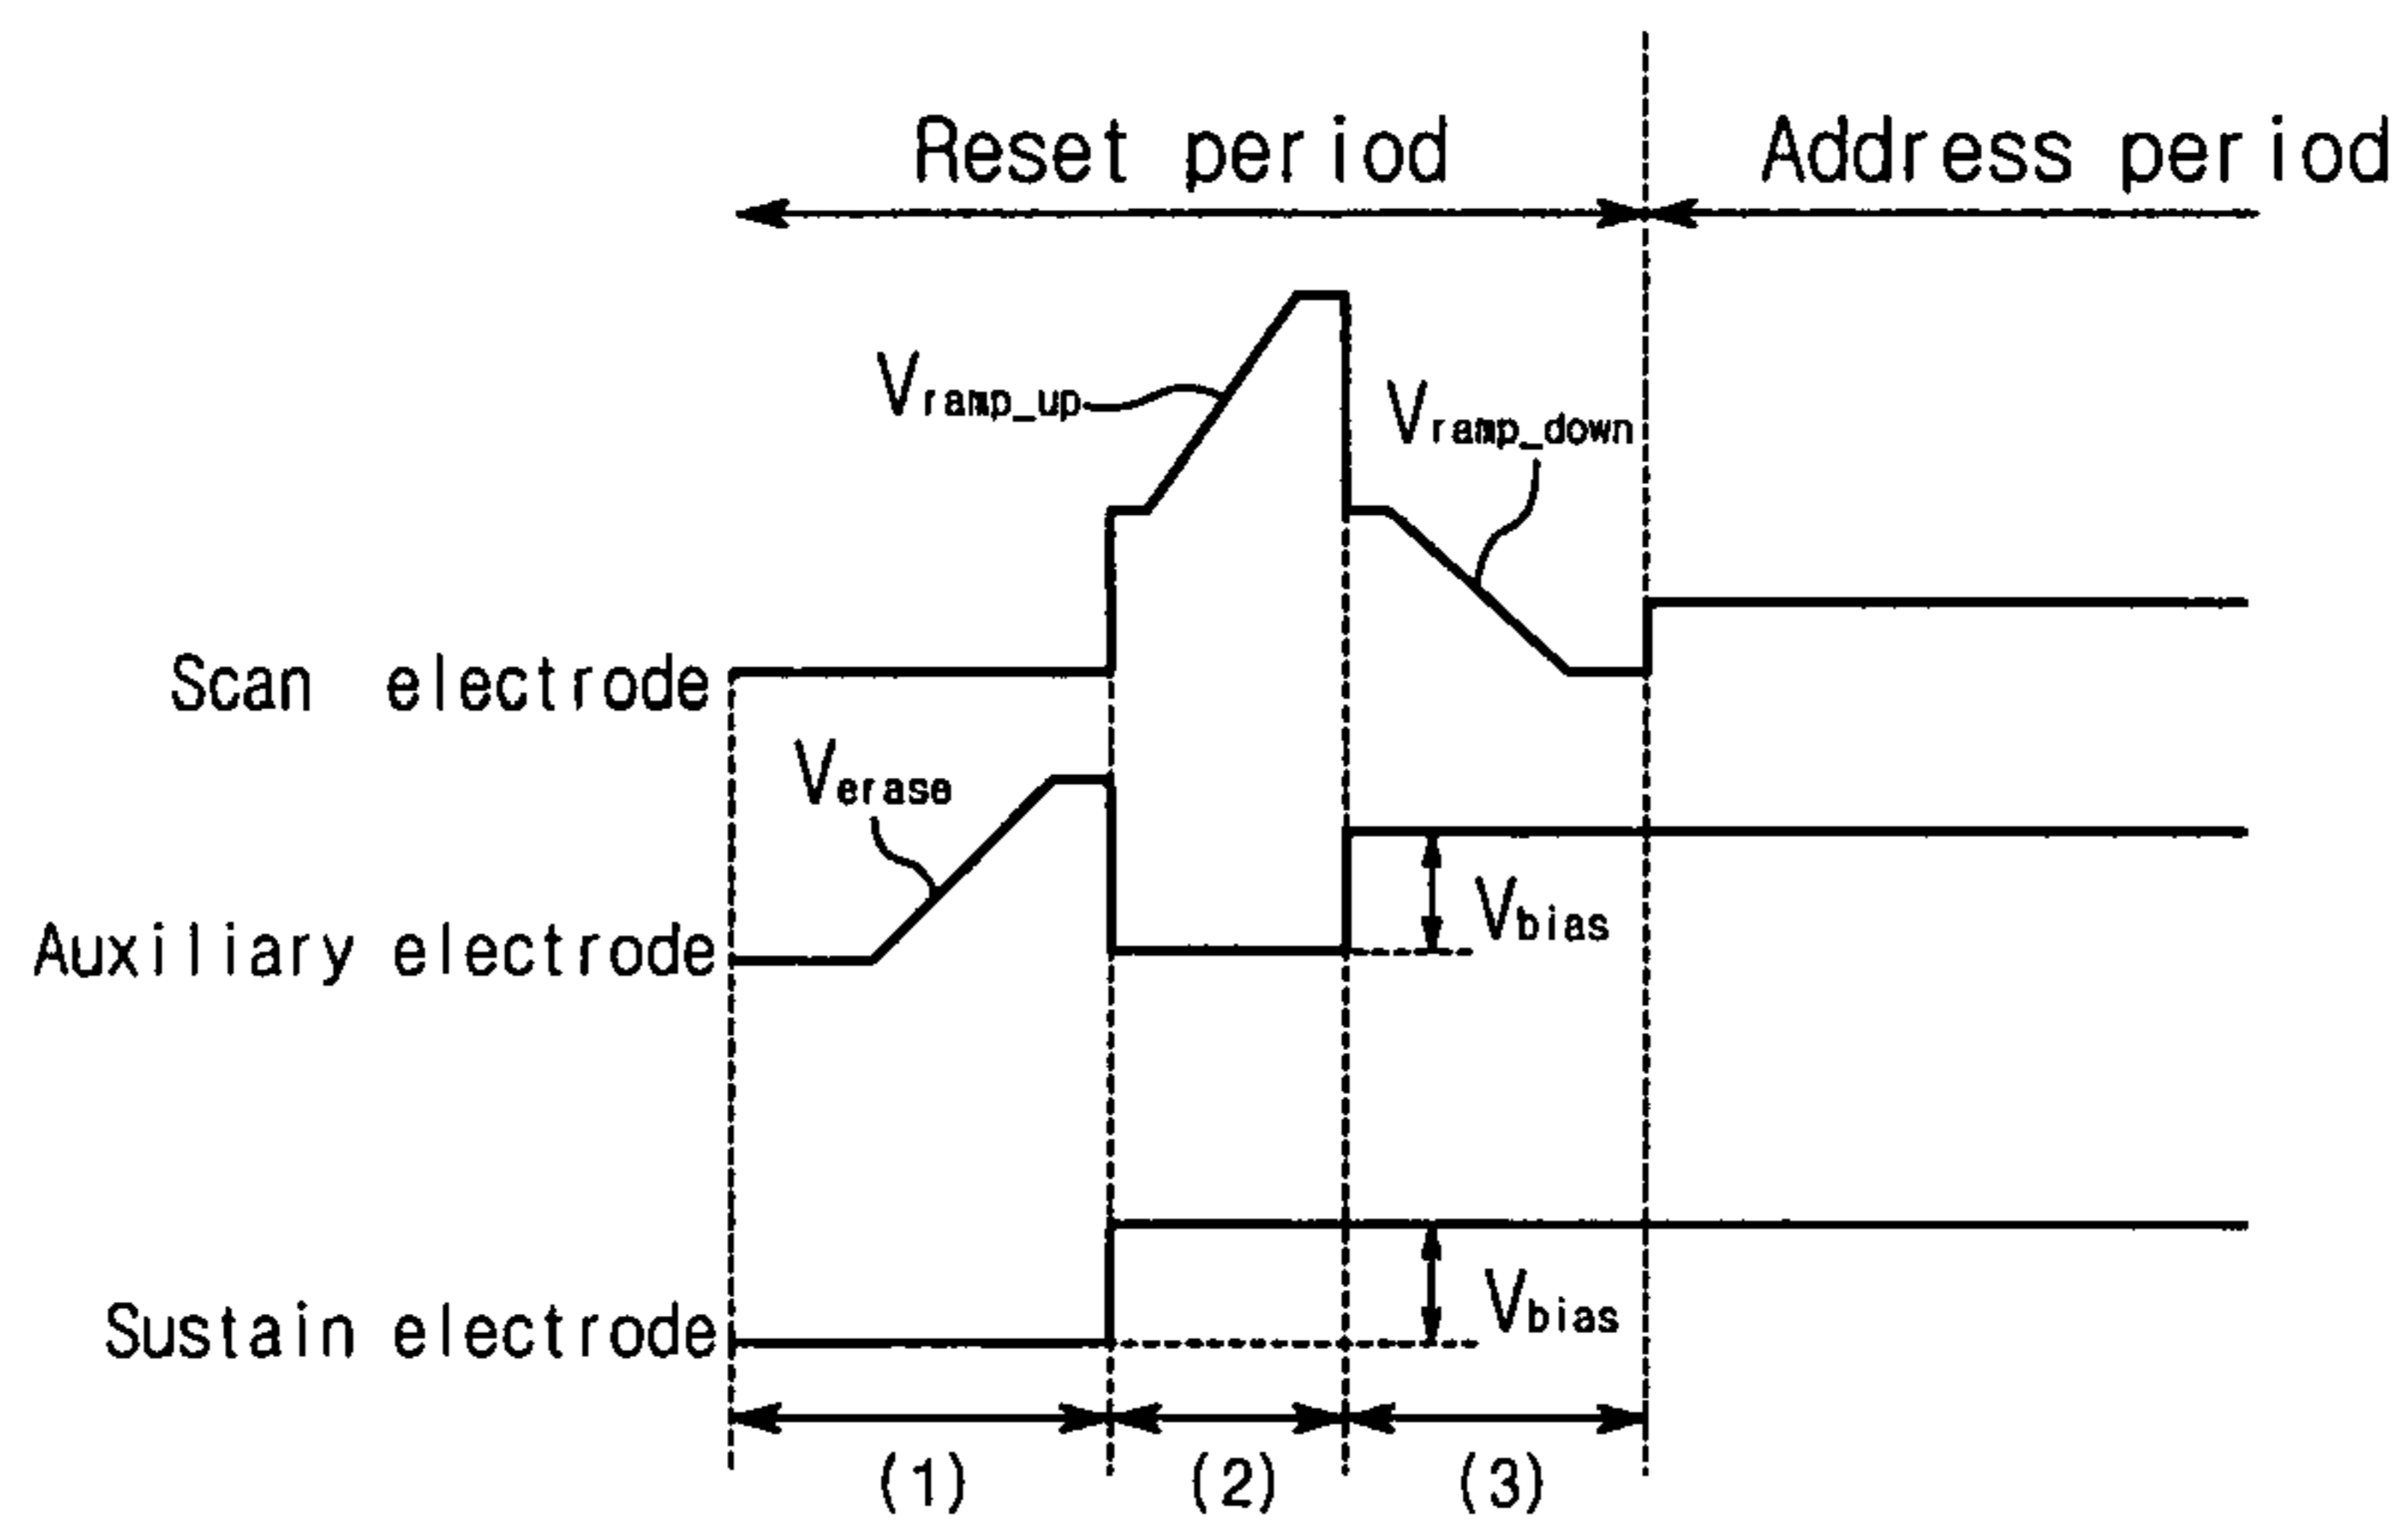 Reset period
Address period
Vramp_up
Vramp_down
Scan electrode
Verase
Auxiliary electrode
Vbias
Sustain electrode
Vbias
(1)
(2)
(3)